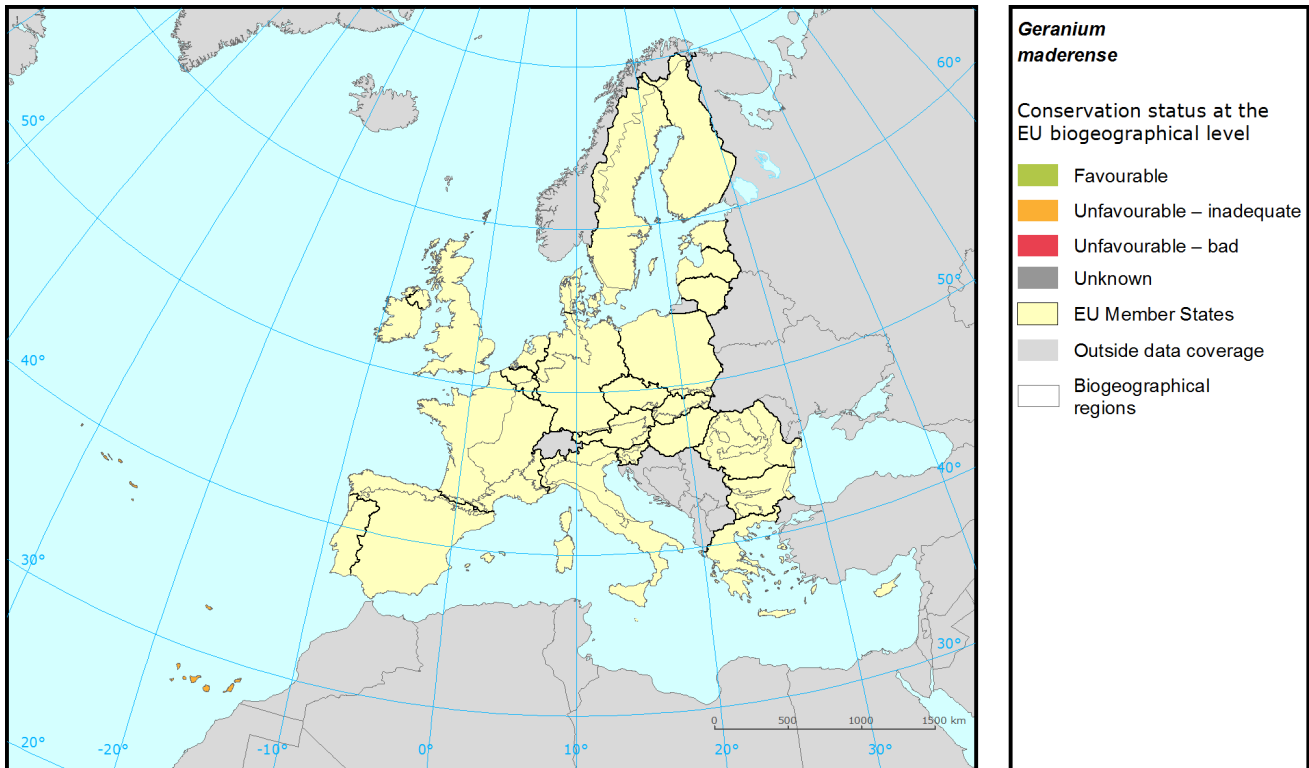 Geranium
maderense
Conservation status at the
EU biogeographical level
Favourable
Unfavourable – inadequate
Unfavourable – bad
Unknown
EU Member States
Outside data coverage
Biogeographical
regions
60°
50°
50°
40°
40°
30°
30°
0 500 1000 1500 km
20° -20° -10° 0° 10° 20° 30°